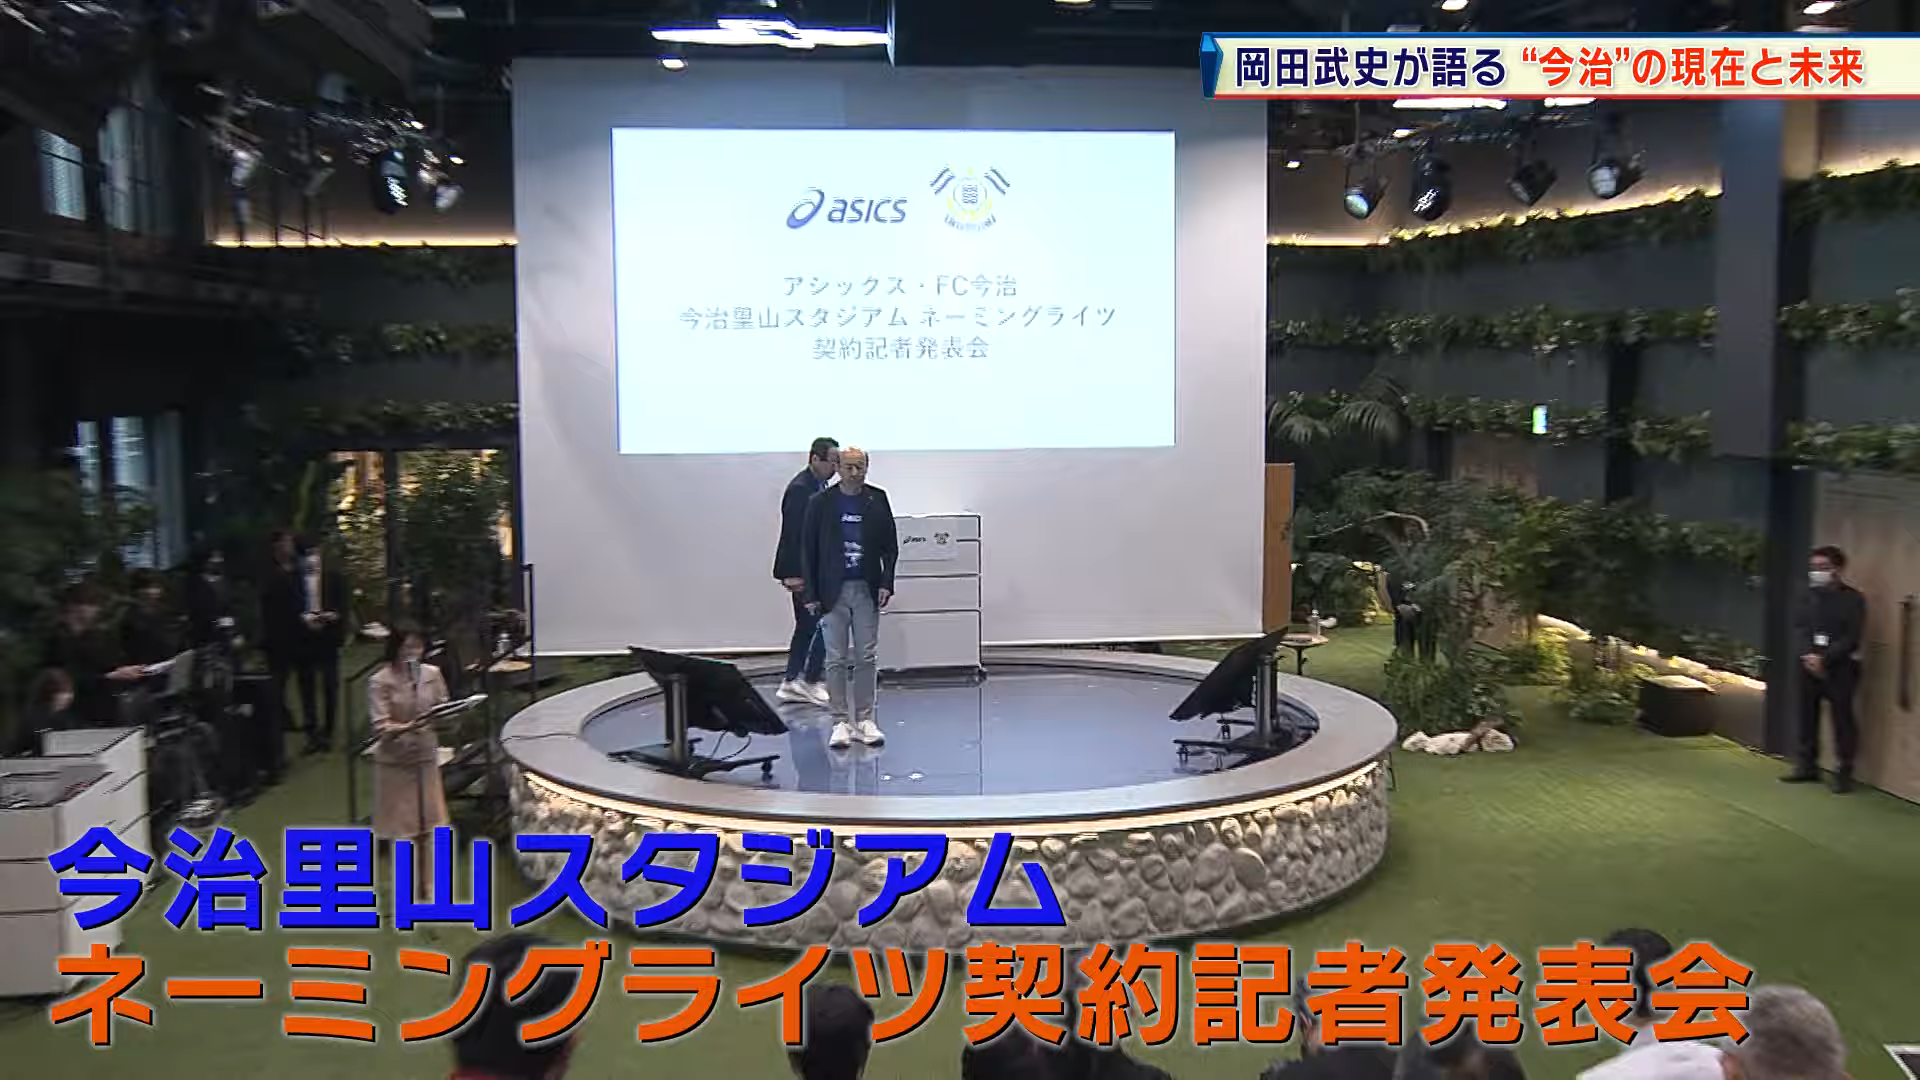 岡田武史が語る “今治”の現在と未来
asics
アシックス・FC今治
今治里山スタジアム ネーミングライツ
契約記者発表会
今治里山スタジアム
ネーミングライツ契約記者発表会